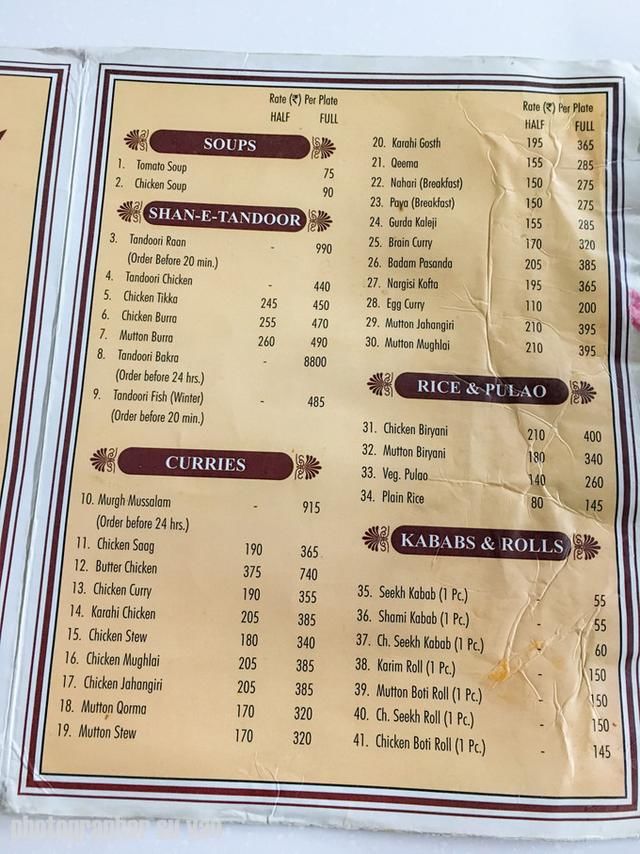 Rate (₹) Per Plate
HALF FULL
SOUPS
1. Tomato Soup 75
2. Chicken Soup 90
SHAN-E-TANDOOR
3. Tandoori Raan - 990
(Order Before 20 min.)
4. Tandoori Chicken - 440
5. Chicken Tikka 245 450
6. Chicken Burra 255 470
7. Mutton Burra 260 490
8. Tandoori Bakra - 8800
(Order before 24 hrs.)
9. Tandoori Fish (Winter) - 485
(Order before 20 min.)
CURRIES
10. Murgh Mussalam - 915
(Order before 24 hrs.)
11. Chicken Saag 190 365
12. Butter Chicken 375 740
13. Chicken Curry 190 355
14. Karahi Chicken 205 385
15. Chicken Stew 180 340
16. Chicken Mughlai 205 385
17. Chicken Jahangiri 205 385
18. Mutton Qorma 170 320
19. Mutton Stew 170 320
Rate (₹) Per Plate
HALF FULL
20. Karahi Gosth 195 365
21. Qeema 155 285
22. Nahari (Breakfast) 150 275
23. Paya (Breakfast) 150 275
24. Gurda Kaleji 155 285
25. Brain Curry 170 320
26. Badam Pasanda 205 385
27. Nargisi Kofta 195 365
28. Egg Curry 110 200
29. Mutton Jahangiri 210 395
30. Mutton Mughlai 210 395
RICE & PULAO
31. Chicken Biryani 210 400
32. Mutton Biryani 180 340
33. Veg. Pulao 140 260
34. Plain Rice 80 145
KABABS & ROLLS
35. Seekh Kabab (1 Pc.) - 55
36. Shami Kabab (1 Pc.) - 55
37. Ch. Seekh Kabab (1 Pc.) - 60
38. Karim Roll (1 Pc.) - 150
39. Mutton Boti Roll (1 Pc.) - 150
40. Ch. Seekh Roll (1 Pc.) - 150
41. Chicken Boti Roll (1 Pc.) - 145
photographer su yap